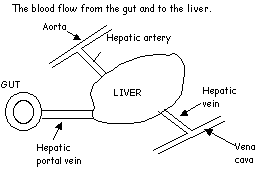 The blood flow from the gut and to the liver.
Aorta
Hepatic artery
GUT
LIVER
Hepatic
vein
Hepatic
portal vein
Vena
cava